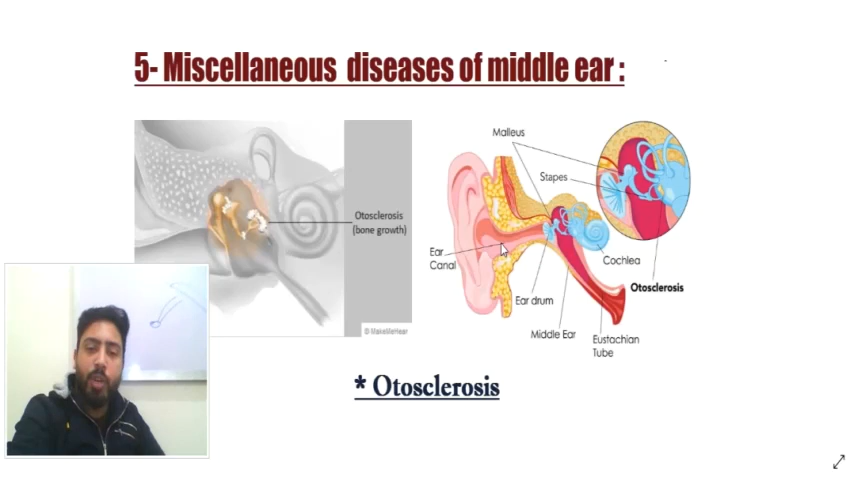 5- Miscellaneous diseases of middle ear :
Otosclerosis
(bone growth)
© MakeMeHear
Malleus
Stapes
Ear
Canal
Cochlea
Otosclerosis
Ear drum
Middle Ear
Eustachian
Tube
* Otosclerosis